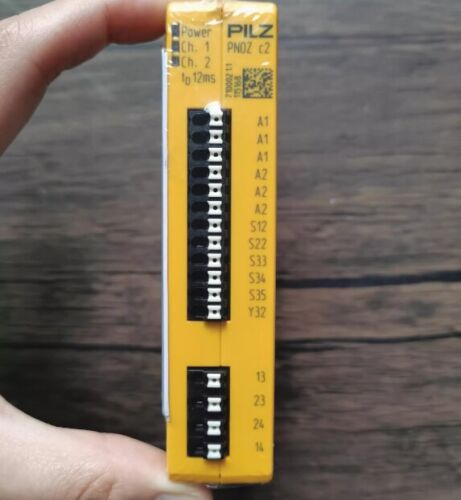 Power
PILZ
Ch. 1
PNOZ c2
Ch. 2
tD 12ms
A1
A1
A1
A2
A2
A2
S12
S22
S33
S34
S35
Y32
13
23
24
14